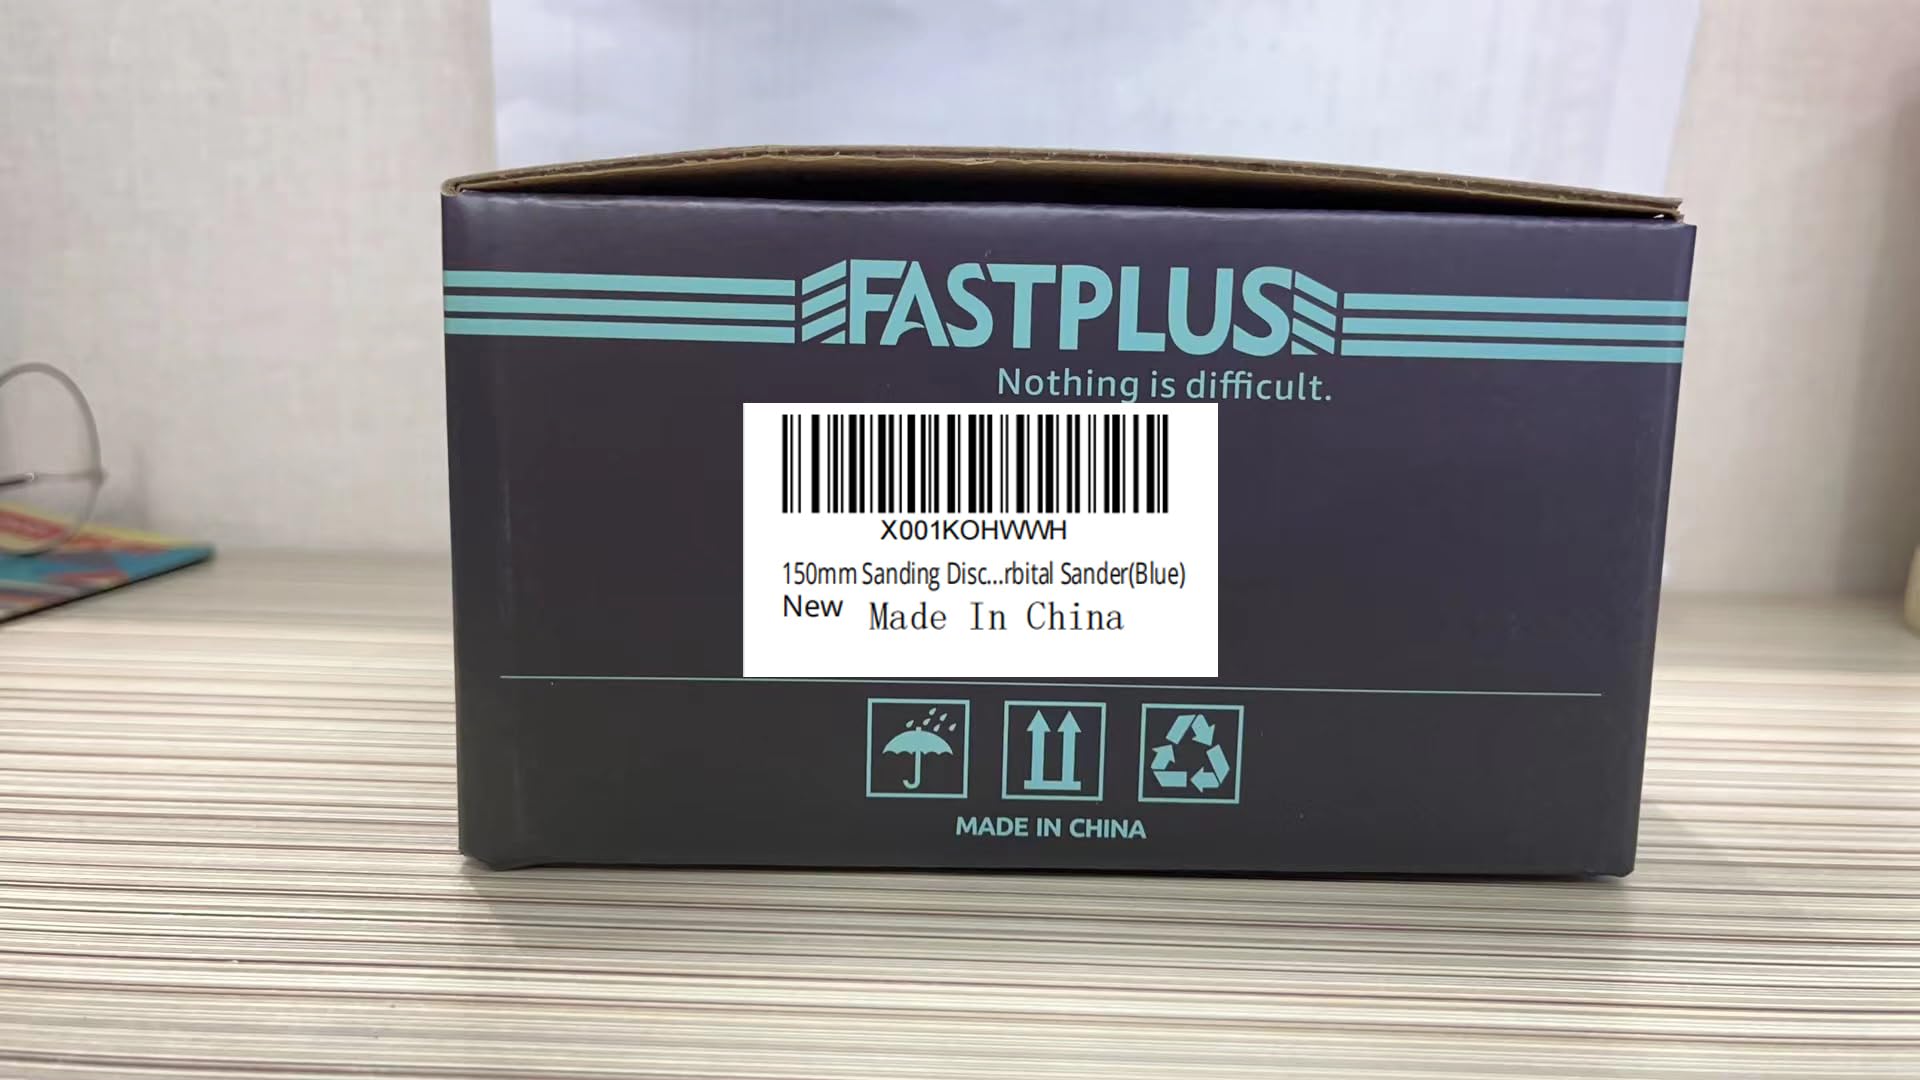 FASTPLUS
Nothing is difficult.
X001KOHWWH
150mm Sanding Disc...rbital Sander(Blue)
New
Made In China
MADE IN CHINA